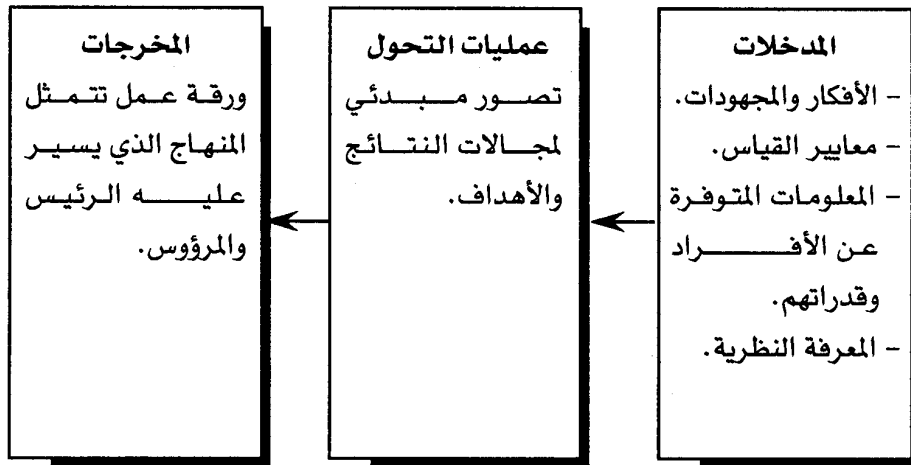 المدخلات
- الأفكار والمجهودات.
- معايير القياس.
- المعلومات المتوفرة
عن الأفراد
وقدراتهم.
- المعرفة النظرية.
عمليات التحول
تصور مبدئي
لمجالات النتائج
والأهداف.
المخرجات
ورقة عمل تتمثل
المنهاج الذي يسير
عليه الرئيس
والمرؤوس.